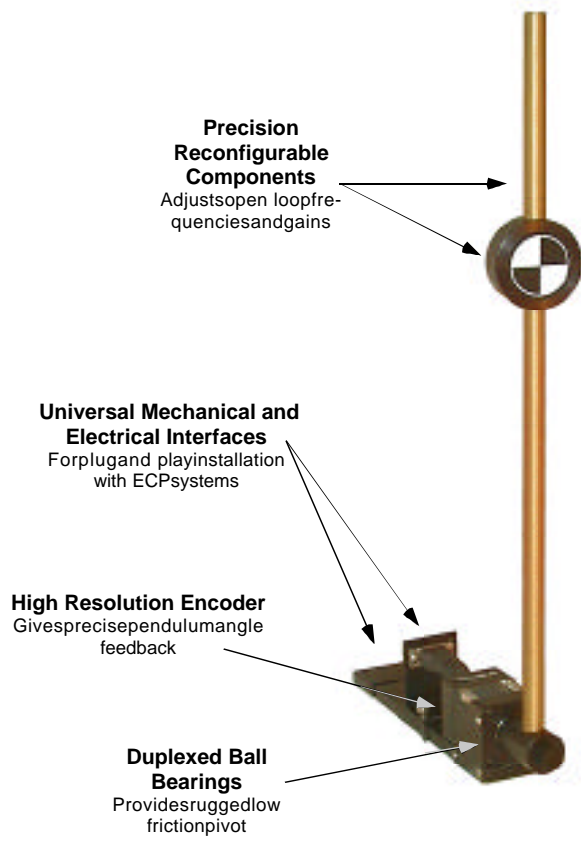 Precision
Reconfigurable
Components
Adjustsopen loopfre-
quenciesandgains
Universal Mechanical and
Electrical Interfaces
Forplugand playinstallation
with ECPsystems
High Resolution Encoder
Givesprecisependulumangle
feedback
Duplexed Ball
Bearings
Providesruggedlow
frictionpivot